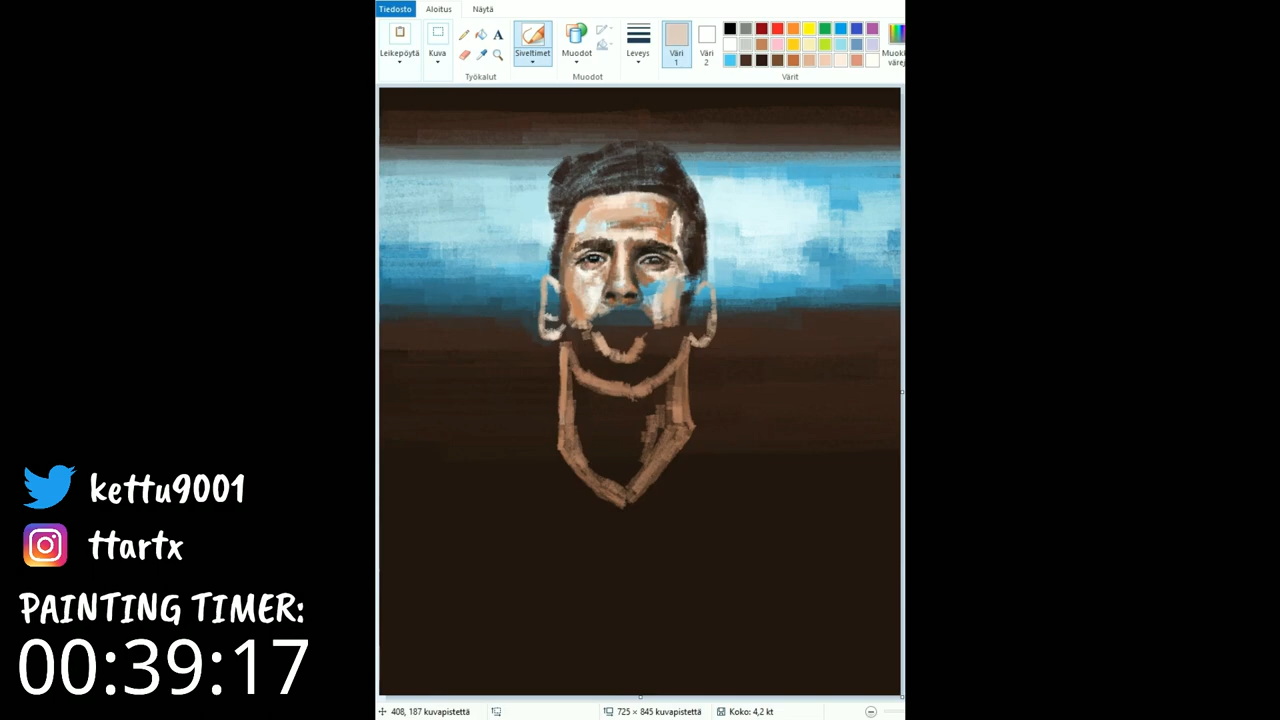 Tiedosto Aloitus Näytä
Leikepöytä Kuva Siveltimet Muodot Leveys Väri 1 Väri 2
Työkalut Muodot Värit
kettu9001
ttartx
PAINTING TIMER:
00:39:17
408, 187 kuvapistettä 725 × 845 kuvapistettä Koko: 4,2 kt